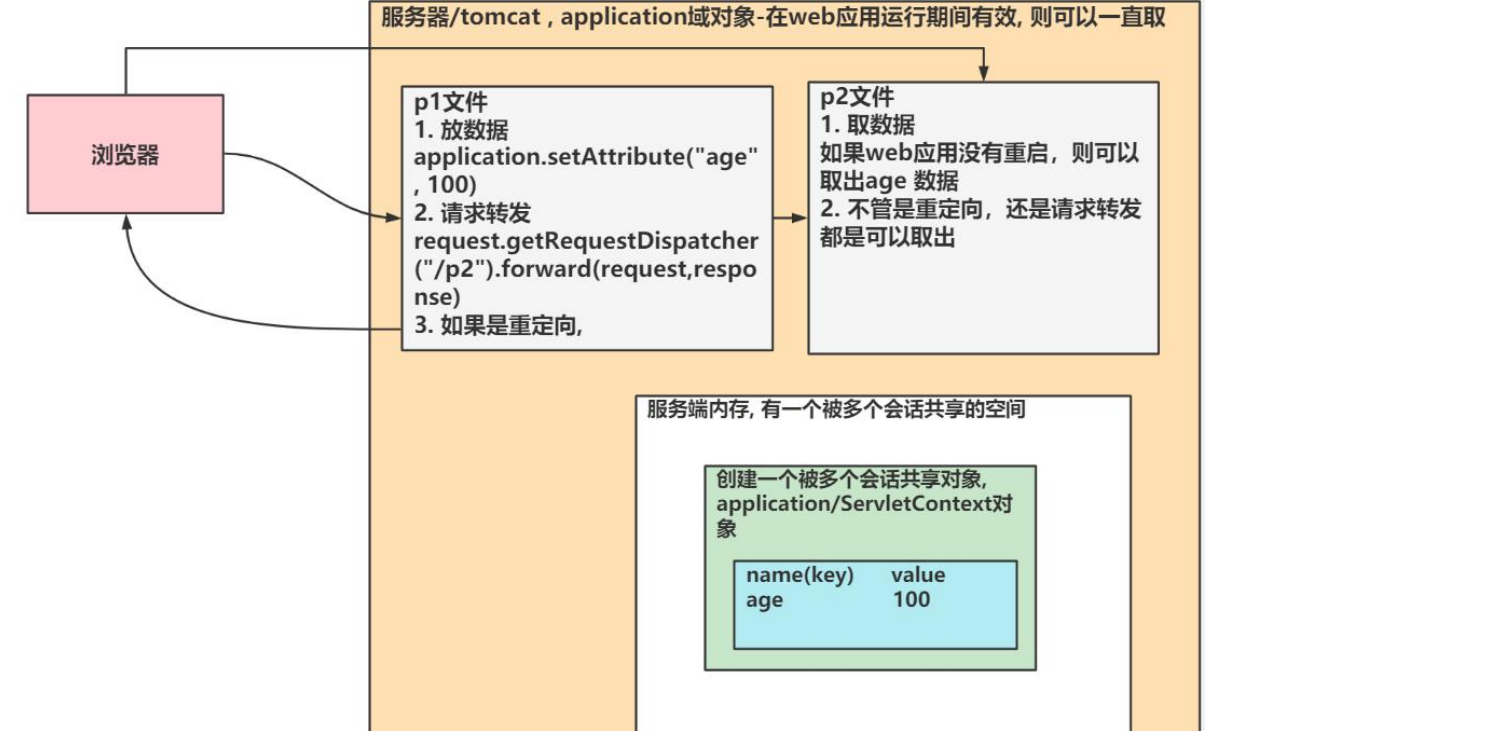 服务器/tomcat , application域对象-在web应用运行期间有效, 则可以一直取
浏览器
p1文件
1. 放数据
application.setAttribute("age"
, 100)
2. 请求转发
request.getRequestDispatcher
("/p2").forward(request,respo
nse)
3. 如果是重定向,
p2文件
1. 取数据
如果web应用没有重启，则可以
取出age 数据
2. 不管是重定向，还是请求转发
都是可以取出
服务端内存, 有一个被多个会话共享的空间
创建一个被多个会话共享对象,
application/ServletContext对
象
name(key) value
age 100